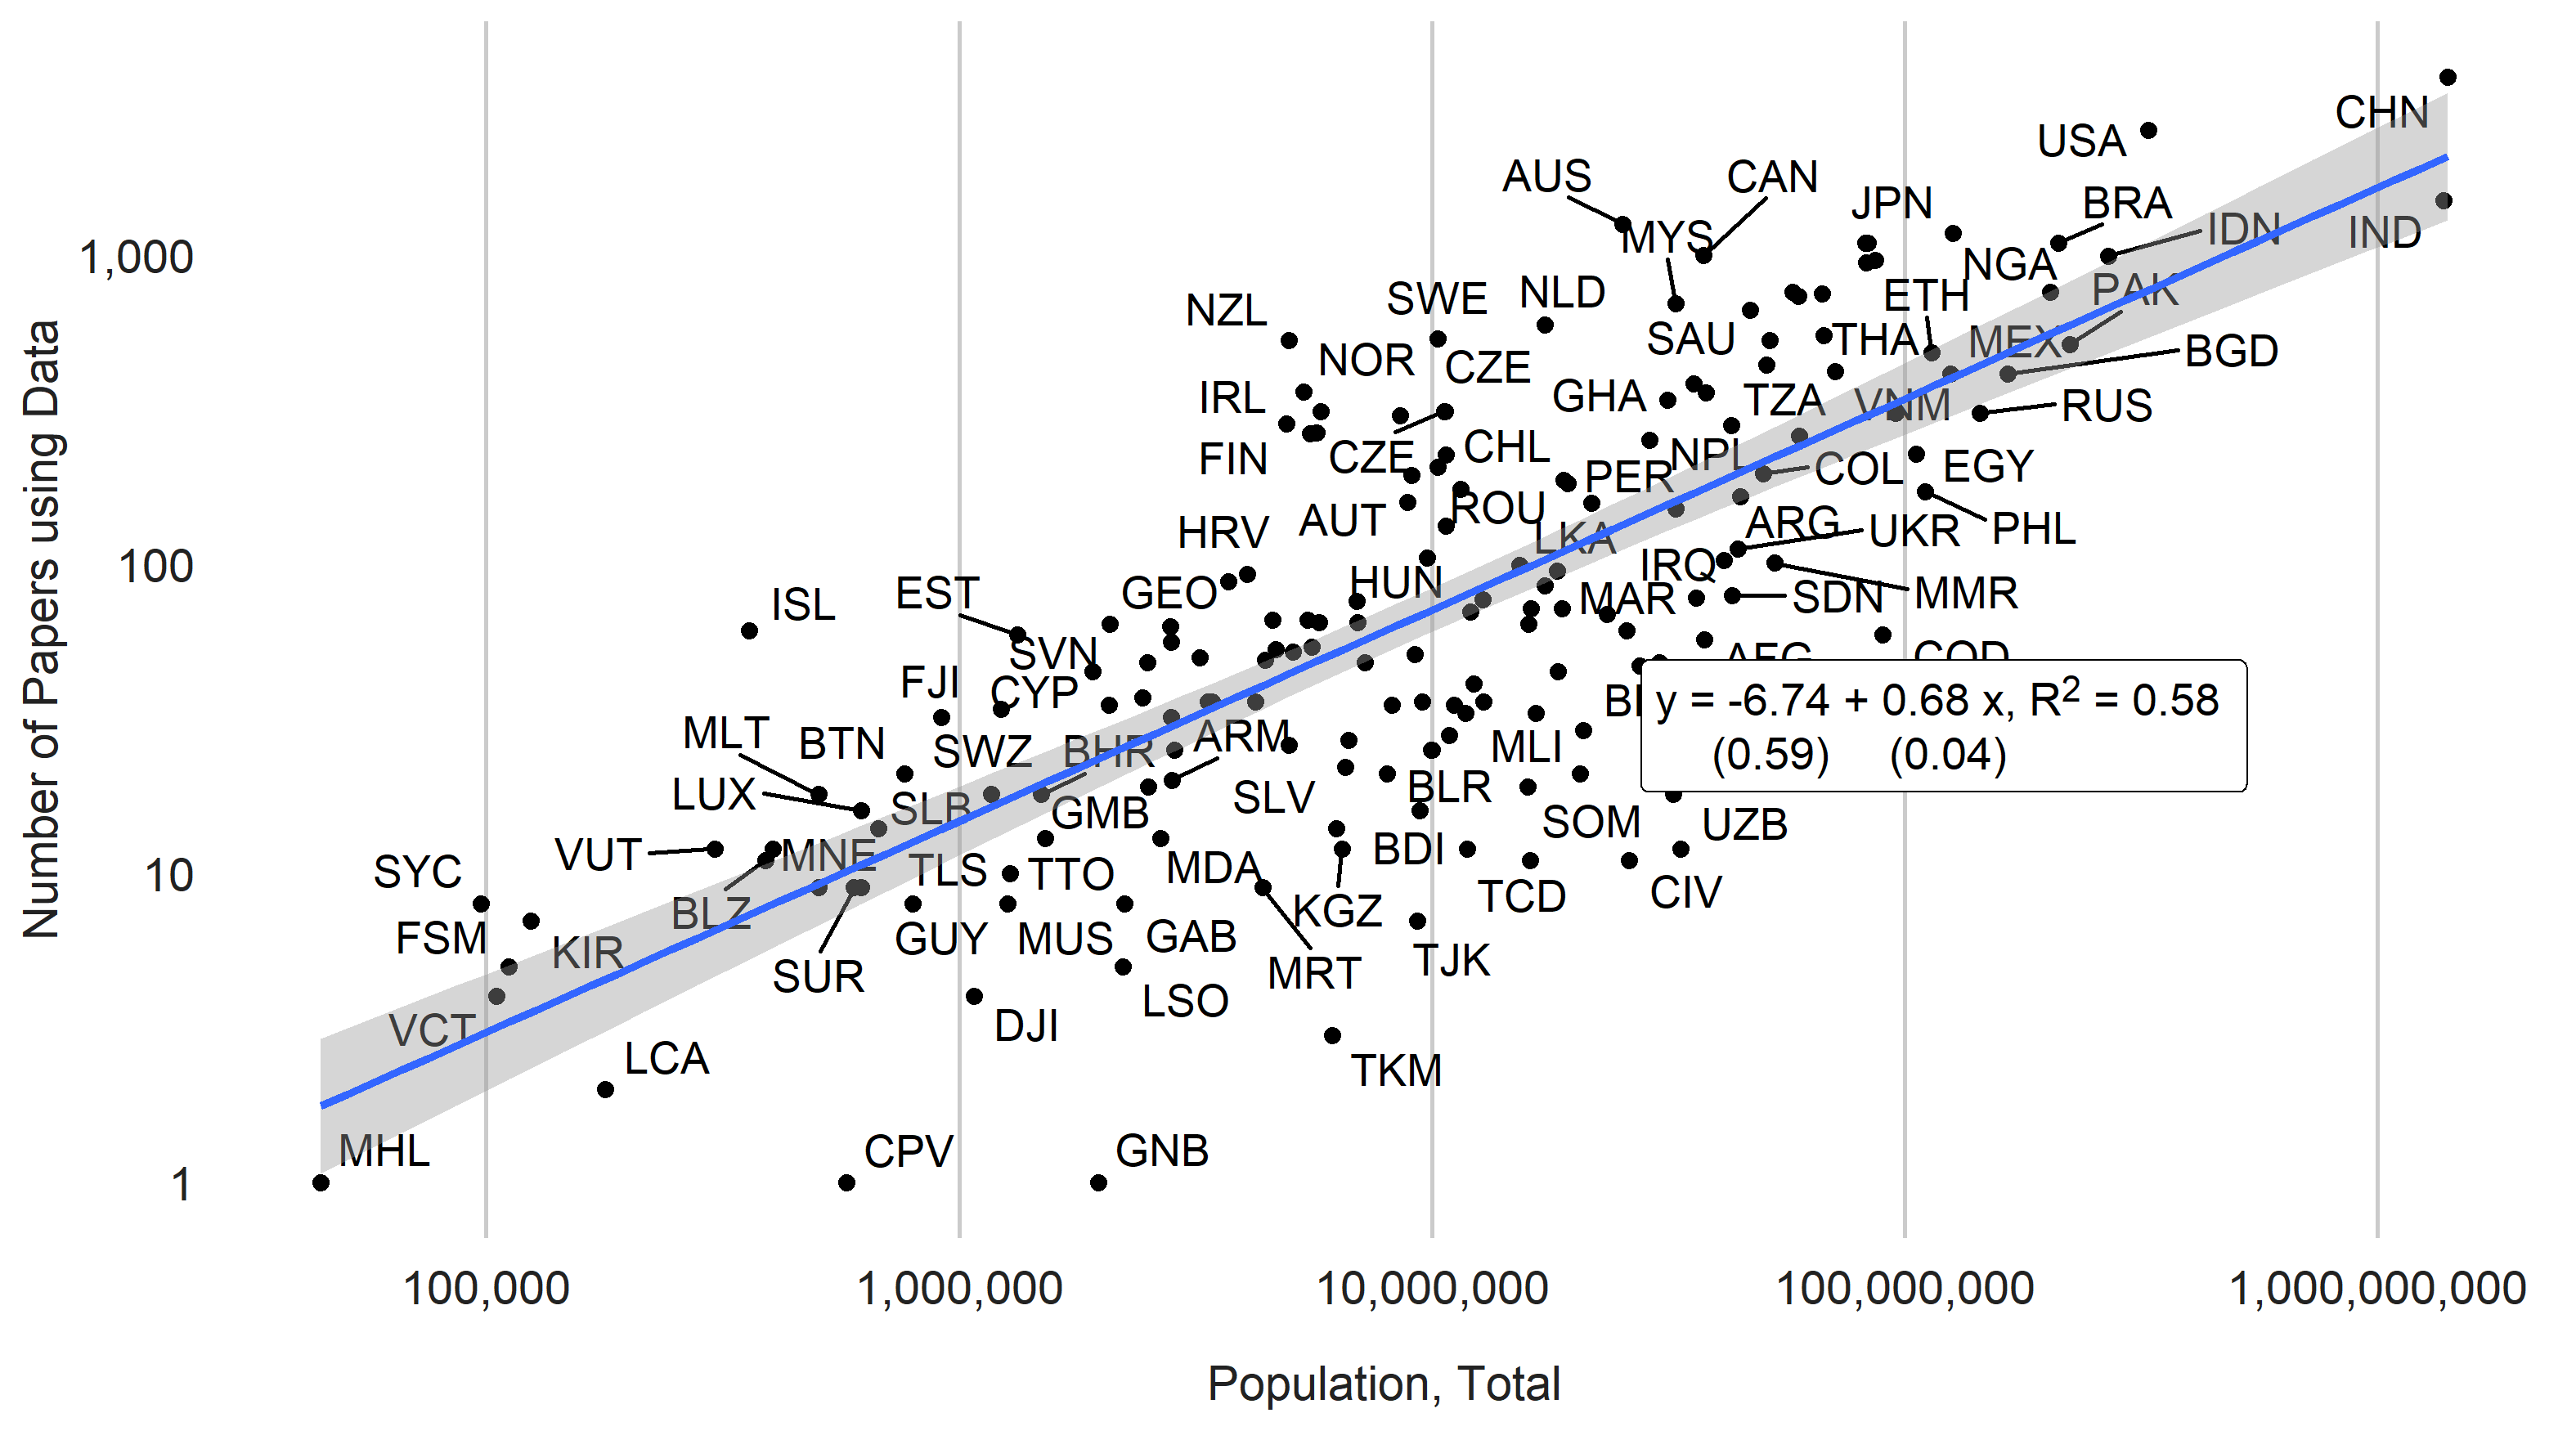 CHN
USA
AUS
CAN
JPN
BRA
IDN
IND
MYS
1,000
NGA
PAK
NZL
SWE
NLD
ETH
SAU
THA
MEX
BGD
NOR
CZE
IRL
GHA
TZA
VNM
RUS
FIN
CZE
CHL
PER
NPL
COL
EGY
HRV
AUT
ROU
LKA
ARG
UKR
PHL
100
IRQ
ISL
EST
GEO
HUN
MAR
SDN
MMR
SVN
AFG
COD
FJI
CYP
y = -6.74 + 0.68 x, R² = 0.58
(0.59) (0.04)
MLT
BTN
SWZ
BHR
ARM
MLI
LUX
SLB
GMB
SLV
BLR
SOM
UZB
VUT
MNE
TLS
TTO
MDA
BDI
10
SYC
BLZ
KGZ
TCD
CIV
FSM
KIR
SUR
GUY
MUS
GAB
MRT
TJK
VCT
LSO
DJI
LCA
TKM
1
MHL
CPV
GNB
Number of Papers using Data
100,000
1,000,000
10,000,000
100,000,000
1,000,000,000
Population, Total